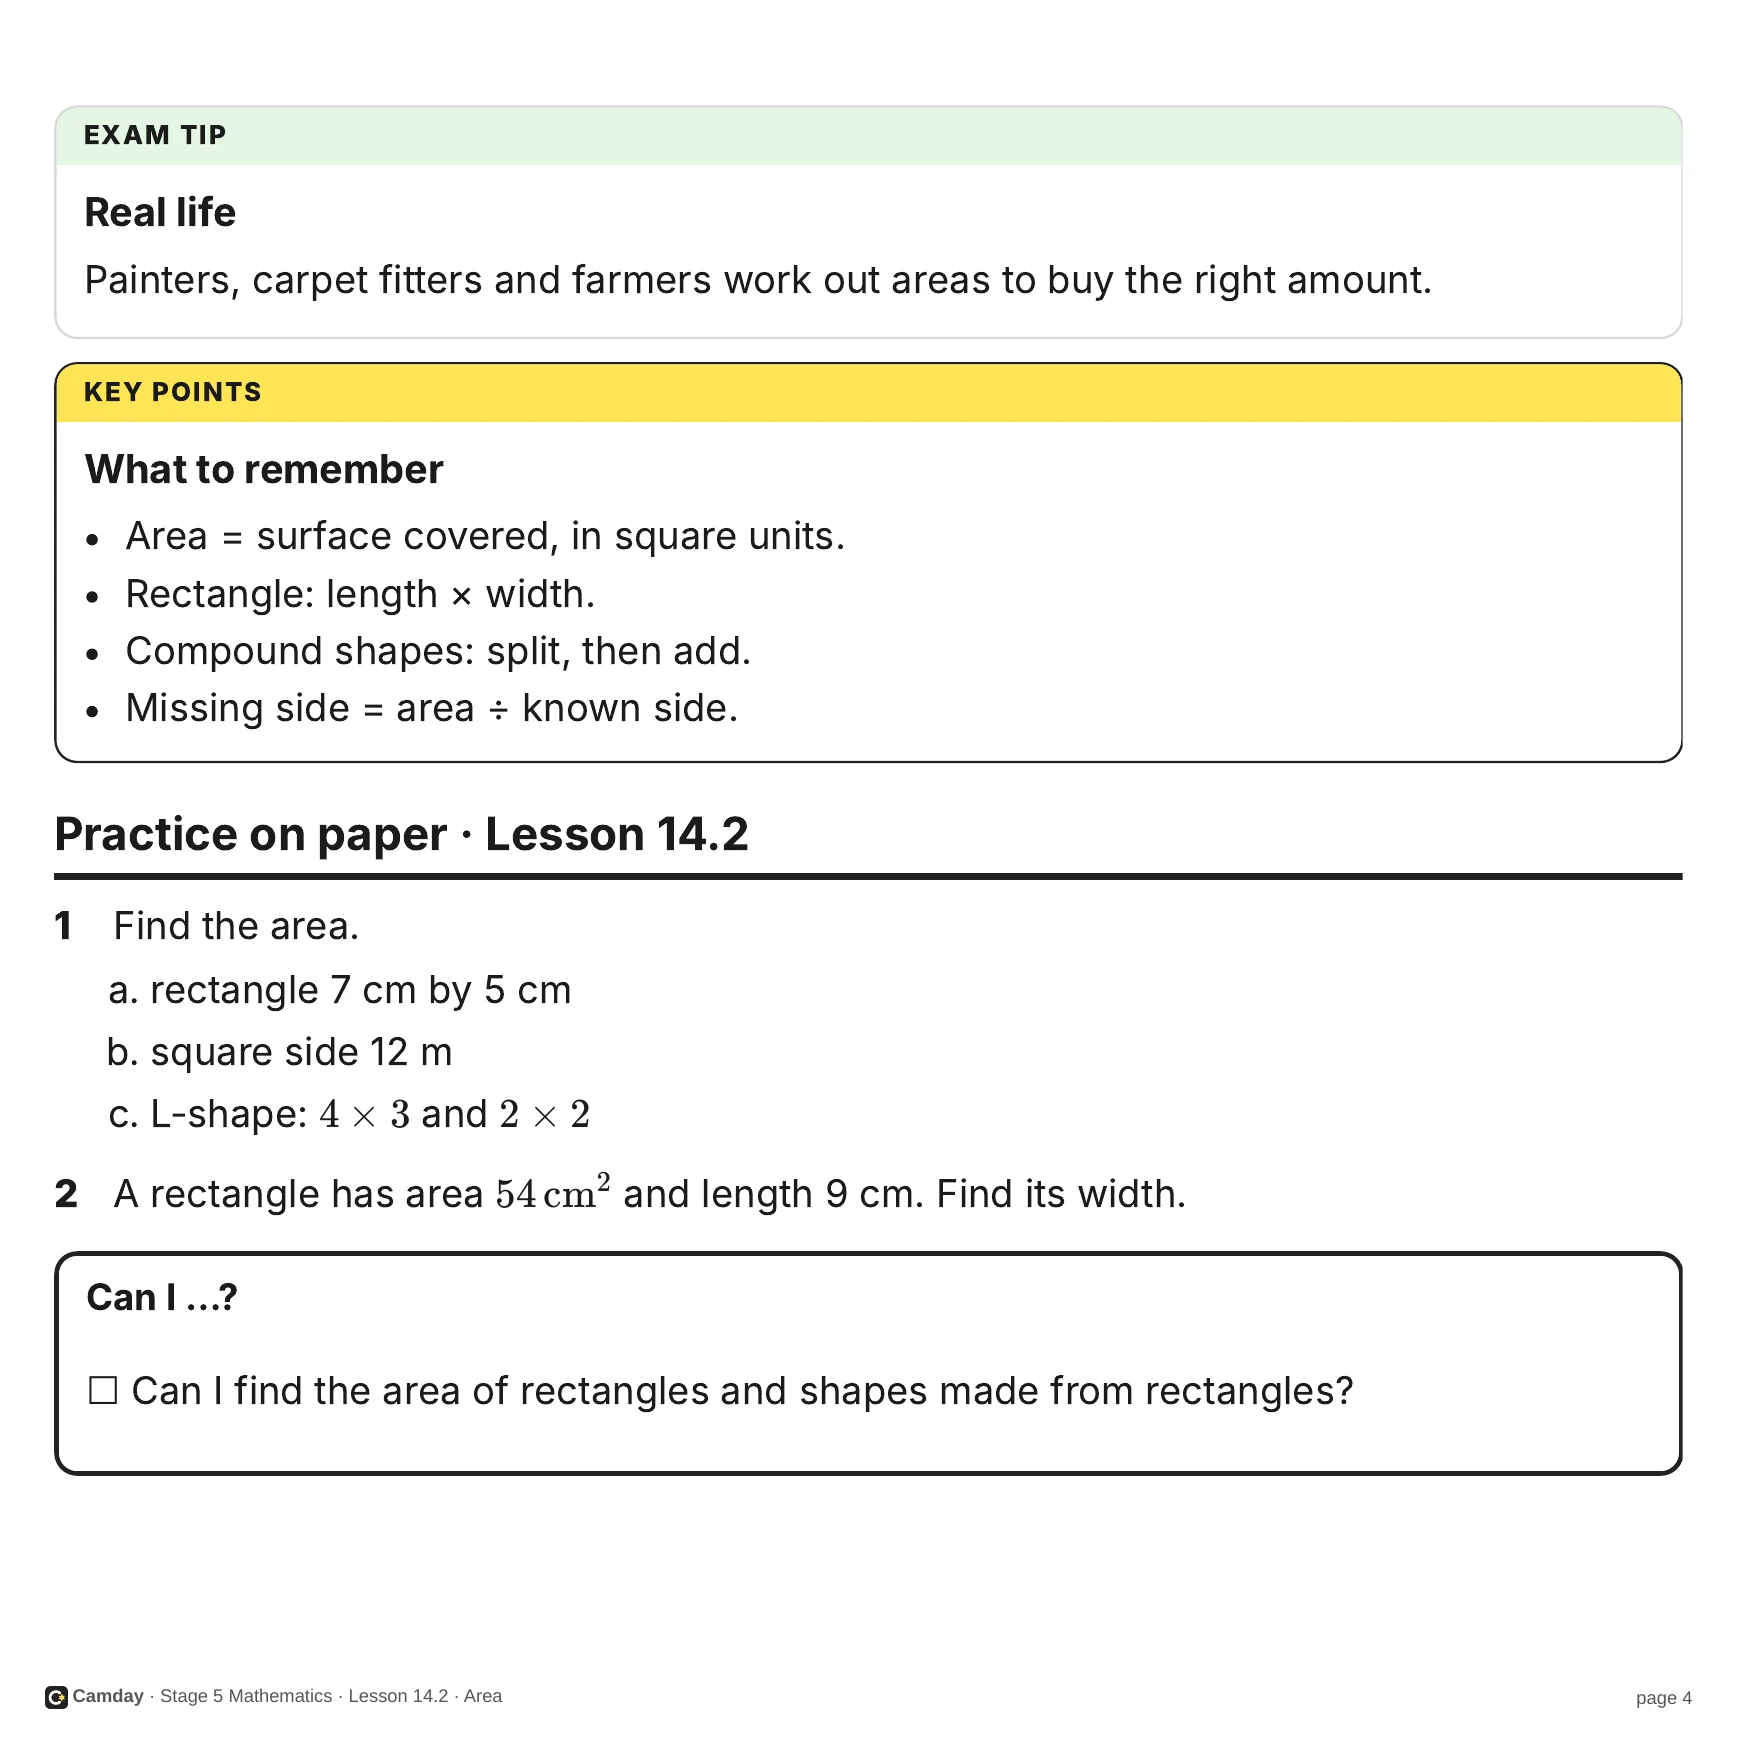 EXAM TIP
Real life
Painters, carpet fitters and farmers work out areas to buy the right amount.
KEY POINTS
What to remember
• Area = surface covered, in square units.
• Rectangle: length × width.
• Compound shapes: split, then add.
• Missing side = area ÷ known side.
Practice on paper · Lesson 14.2
1 Find the area.
a. rectangle 7 cm by 5 cm
b. square side 12 m
c. L-shape: 4 × 3 and 2 × 2
2 A rectangle has area 54 cm² and length 9 cm. Find its width.
Can I ...?
☐ Can I find the area of rectangles and shapes made from rectangles?
Camday · Stage 5 Mathematics · Lesson 14.2 · Area
page 4